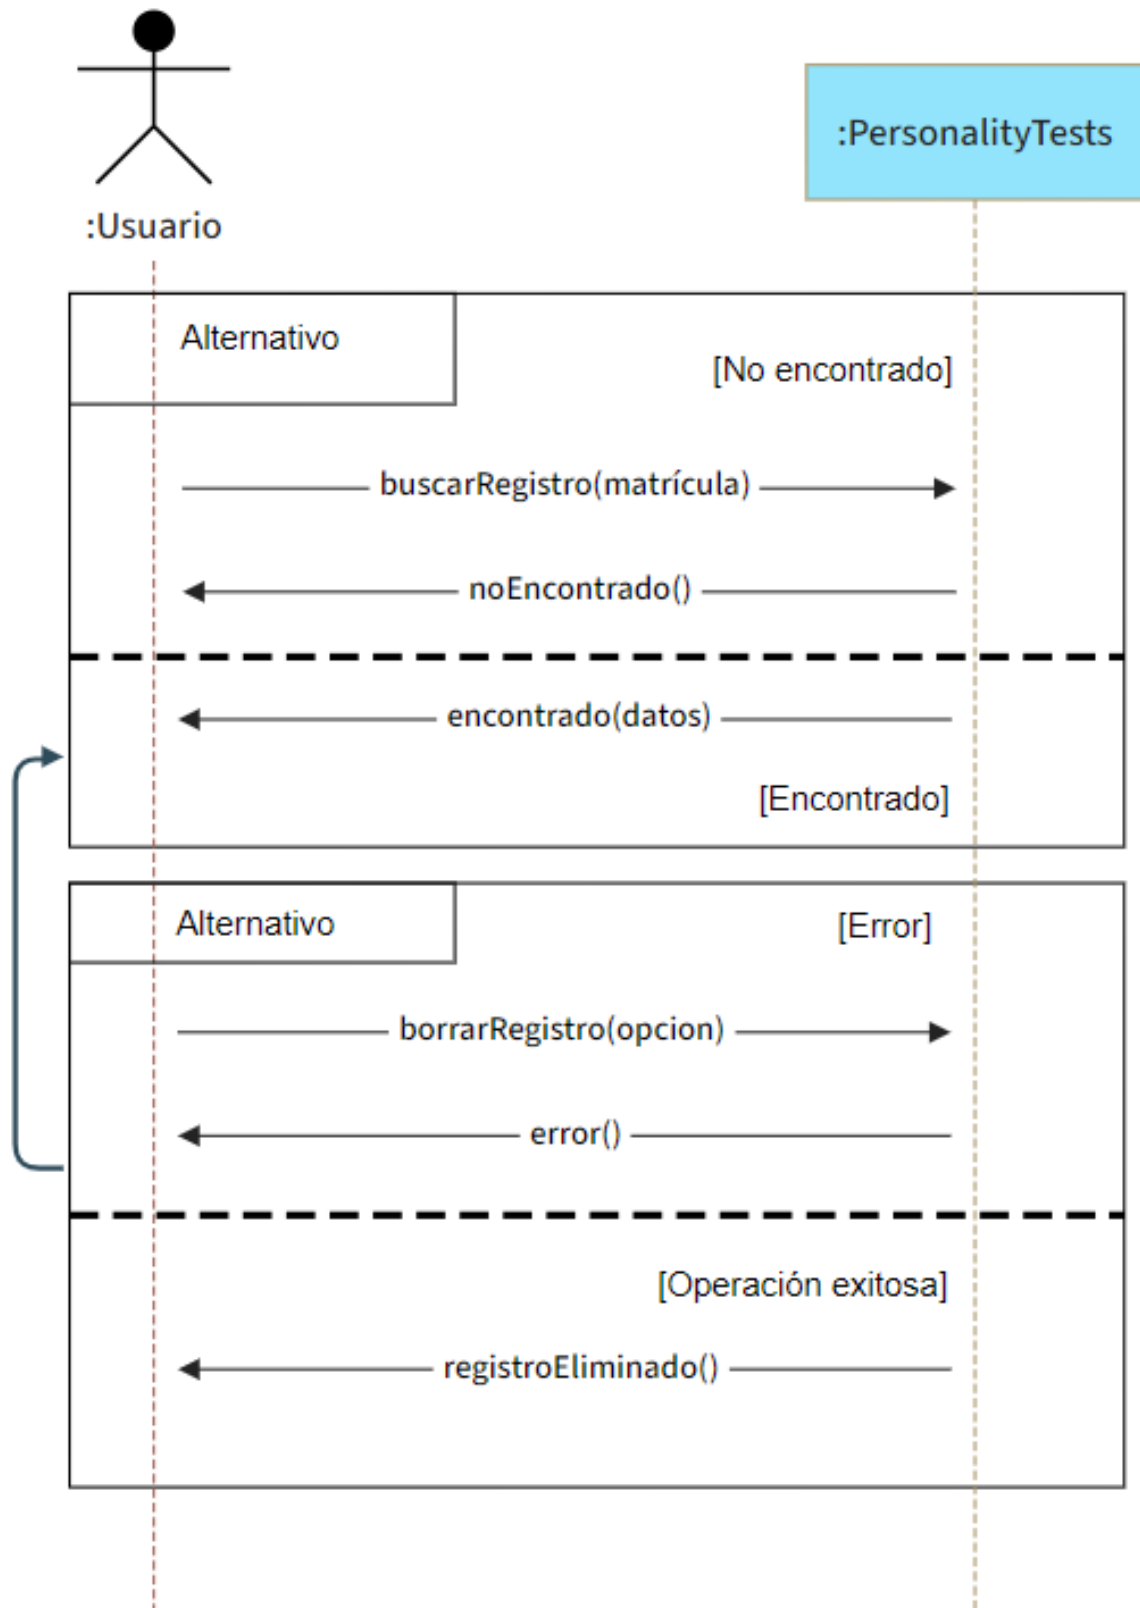 :PersonalityTests
:Usuario
Alternativo
[No encontrado]
buscarRegistro(matrícula)
noEncontrado()
encontrado(datos)
[Encontrado]
Alternativo
[Error]
borrarRegistro(opcion)
error()
[Operación exitosa]
registroEliminado()